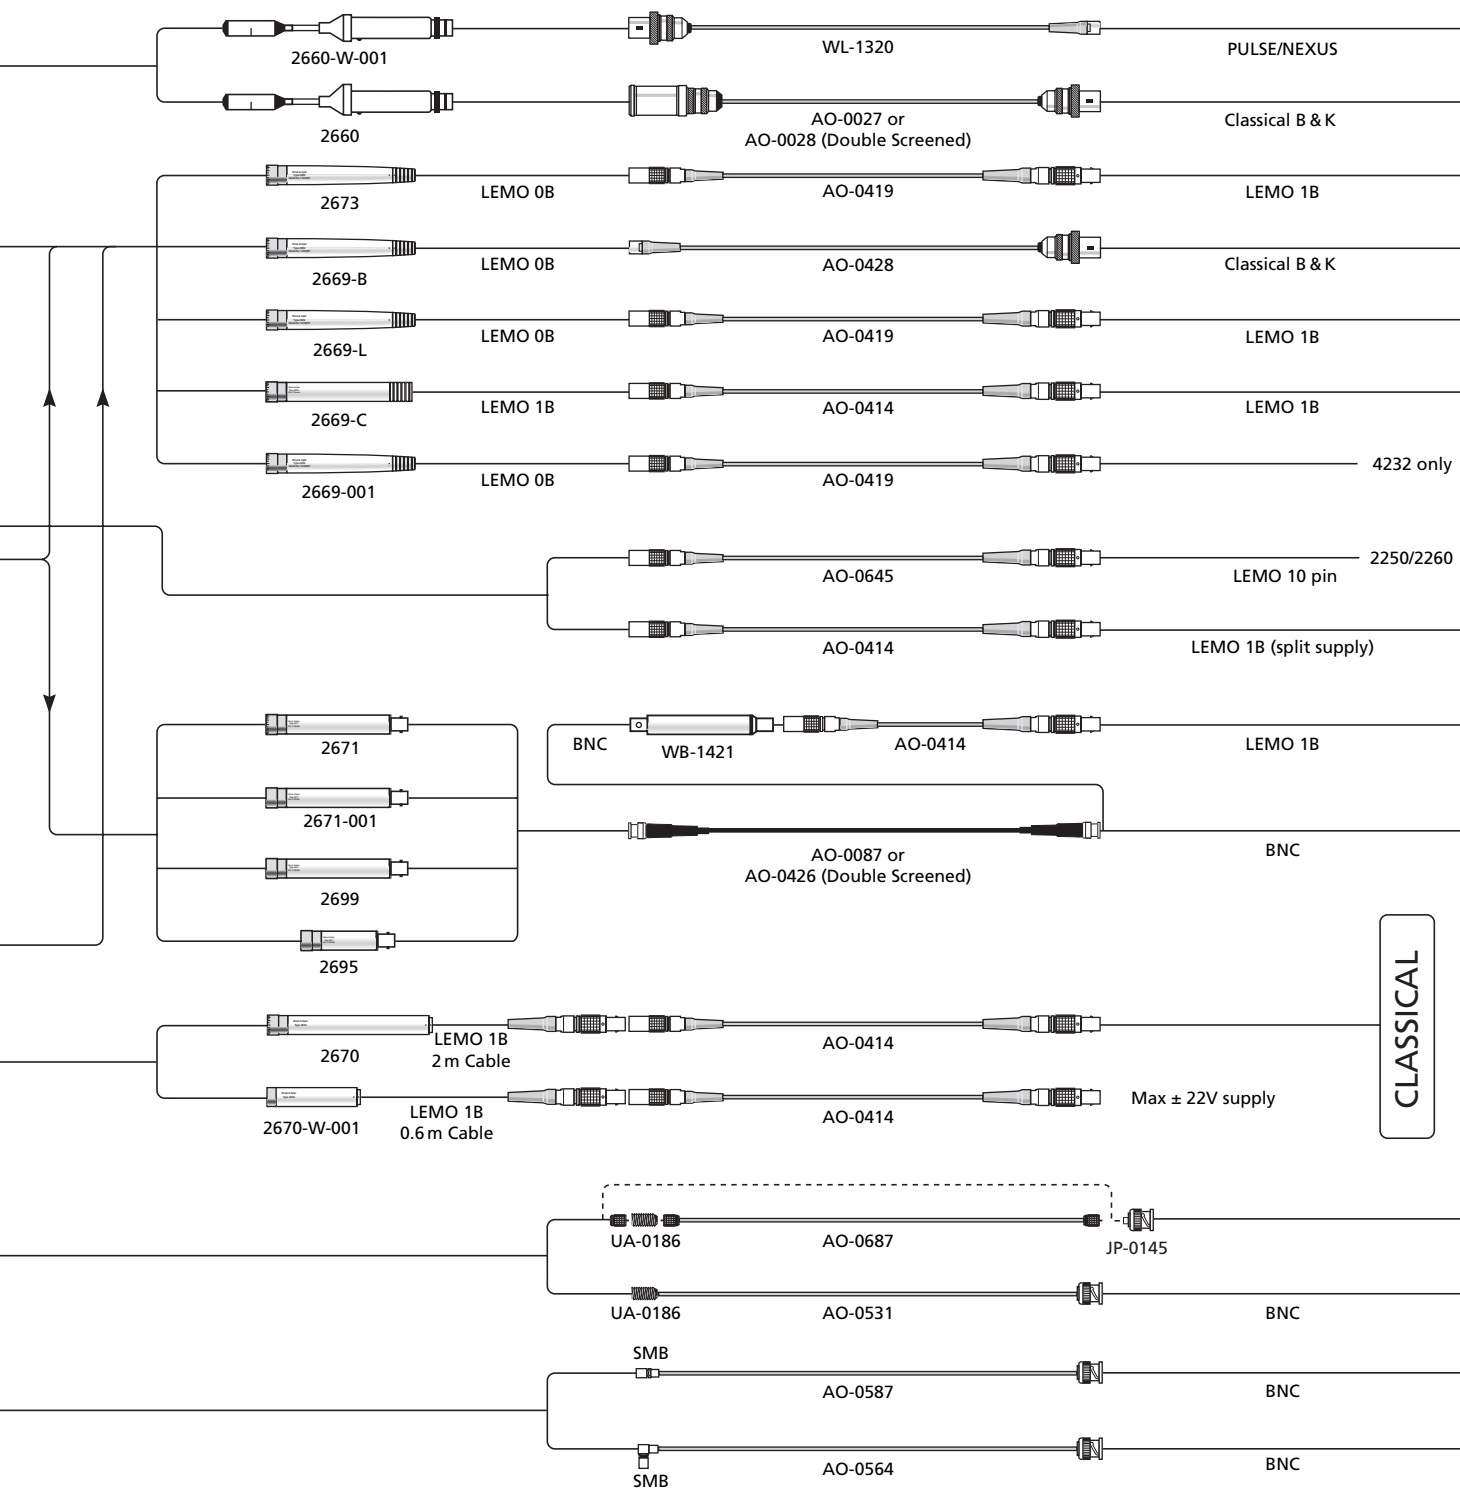 2660-W-001
WL-1320
PULSE/NEXUS
2660
AO-0027 or
AO-0028 (Double Screened)
Classical B & K
2673
LEMO 0B
AO-0419
LEMO 1B
2669-B
LEMO 0B
AO-0428
Classical B & K
2669-L
LEMO 0B
AO-0419
LEMO 1B
2669-C
LEMO 1B
AO-0414
LEMO 1B
2669-001
LEMO 0B
AO-0419
4232 only
AO-0645
LEMO 10 pin
2250/2260
AO-0414
LEMO 1B (split supply)
2671
BNC
WB-1421
AO-0414
LEMO 1B
2671-001
AO-0087 or
AO-0426 (Double Screened)
BNC
2699
2695
CLASSICAL
2670
LEMO 1B
2 m Cable
AO-0414
2670-W-001
LEMO 1B
0.6 m Cable
AO-0414
Max ± 22V supply
UA-0186
AO-0687
JP-0145
UA-0186
AO-0531
BNC
SMB
AO-0587
BNC
SMB
AO-0564
BNC